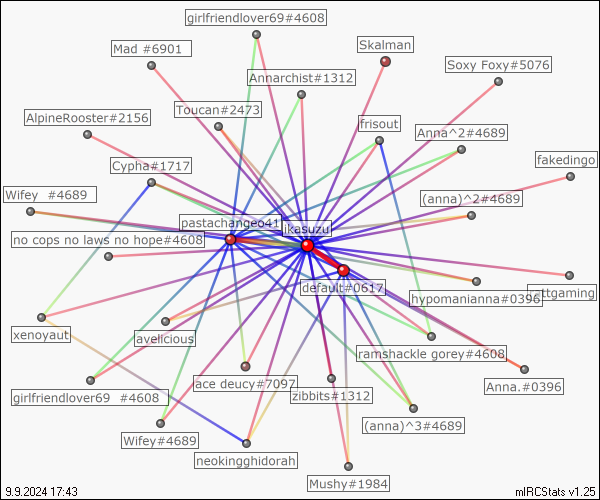 girlfriendlover69#4608
Mad #6901
Skalman
Soxy Foxy#5076
Annarchist#1312
Toucan#2473
AlpineRooster#2156
frisout
Anna^2#4689
fakedingo
Cypha#1717
Wifey #4689
(anna)^2#4689
pastachangeo41
ikasuzu
no cops no laws no hope#4608
default#0617
hypomanianna#0396
ttgaming
xenoyaut
avelicious
ramshackle gorey#4608
ace deucy#7097
Anna.#0396
girlfriendlover69 #4608
zibbits#1312
(anna)^3#4689
Wifey#4689
neokingghidorah
Mushy#1984
9.9.2024 17:43
mIRCStats v1.25